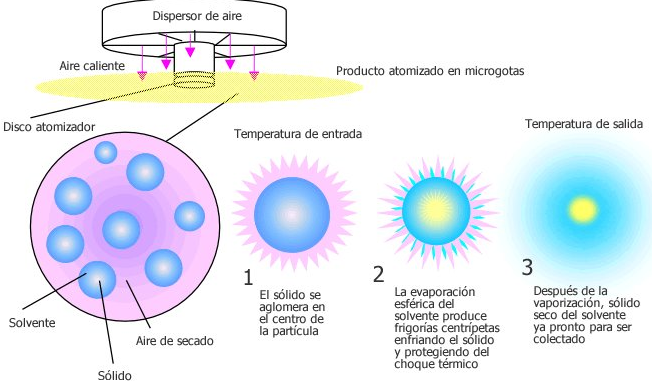 Dispersor de aire
Aire caliente
Producto atomizado en microgotas
Disco atomizador
Temperatura de entrada
Temperatura de salida
1
El sólido se
aglomera en
el centro de
la partícula
2
La evaporación
esférica del
solvente produce
frigorías centrípetas
enfriando el sólido
y protegiendo del
choque térmico
3
Después de la
vaporización, sólido
seco del solvente
ya pronto para ser
colectado
Solvente
Aire de secado
Sólido